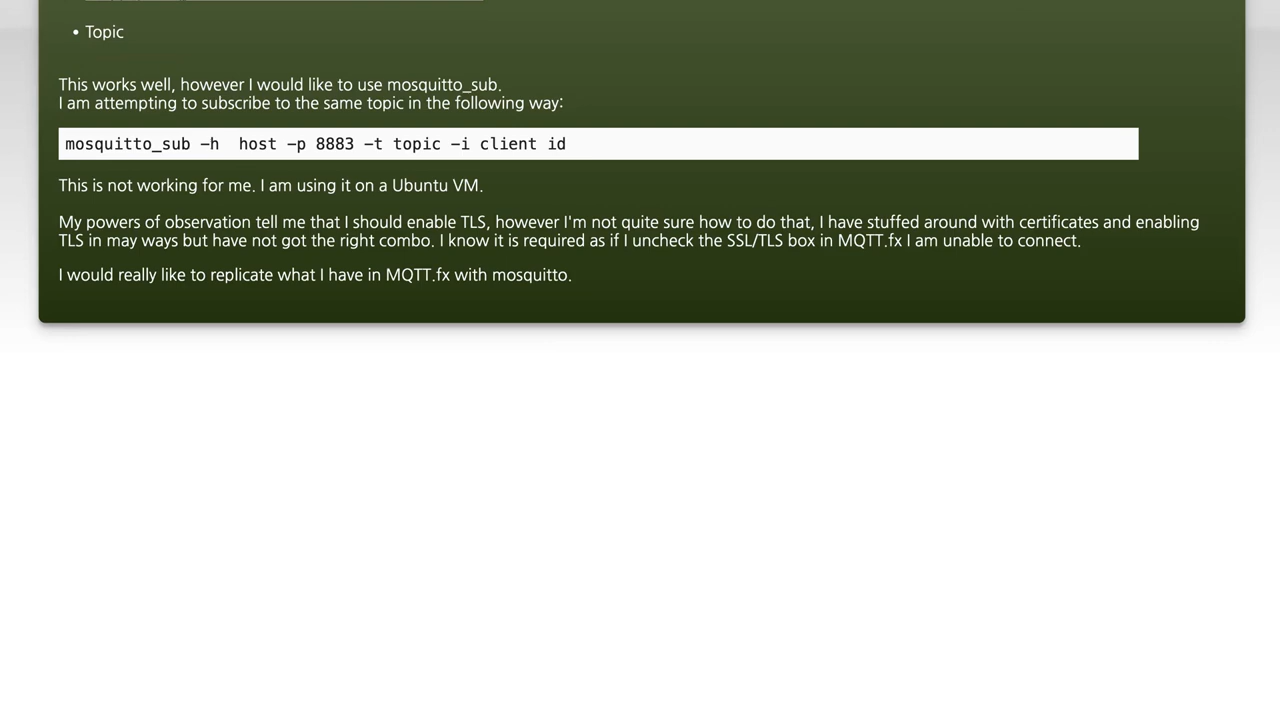 • Topic
This works well, however I would like to use mosquitto_sub.
I am attempting to subscribe to the same topic in the following way:
mosquitto_sub -h  host -p 8883 -t topic -i client id
This is not working for me. I am using it on a Ubuntu VM.
My powers of observation tell me that I should enable TLS, however I'm not quite sure how to do that, I have stuffed around with certificates and enabling
TLS in may ways but have not got the right combo. I know it is required as if I uncheck the SSL/TLS box in MQTT.fx I am unable to connect.
I would really like to replicate what I have in MQTT.fx with mosquitto.